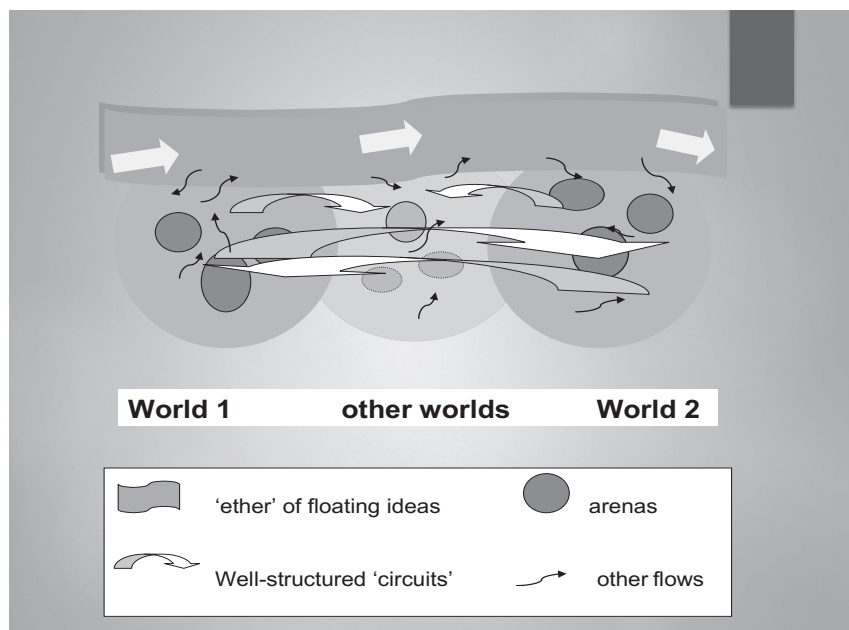 World 1 other worlds World 2
‘ether’ of floating ideas arenas
Well-structured ‘circuits’ other flows